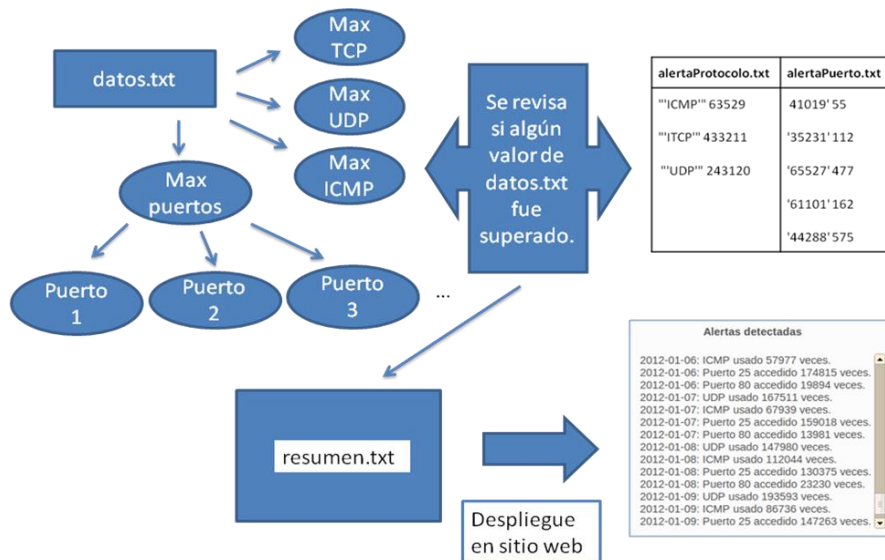 datos.txt
Max
TCP
Max
UDP
Max
ICMP
Max
puertos
Puerto
1
Puerto
2
Puerto
3
...
Se revisa
si algún
valor de
datos.txt
fue
superado.
alertaProtocolo.txt
alertaPuerto.txt
"'ICMP'" 63529
41019' 55
"'ITCP'" 433211
'35231' 112
"'UDP'" 243120
'65527' 477
'61101' 162
'44288' 575
resumen.txt
Despliegue
en sitio web
Alertas detectadas
2012-01-06: ICMP usado 57977 veces.
2012-01-06: Puerto 25 accedido 174815 veces.
2012-01-06: Puerto 80 accedido 19894 veces.
2012-01-07: UDP usado 167511 veces.
2012-01-07: ICMP usado 67939 veces.
2012-01-07: Puerto 25 accedido 159018 veces.
2012-01-07: Puerto 80 accedido 13981 veces.
2012-01-08: UDP usado 147980 veces.
2012-01-08: ICMP usado 112044 veces.
2012-01-08: Puerto 25 accedido 130375 veces.
2012-01-08: Puerto 80 accedido 23230 veces.
2012-01-09: UDP usado 193593 veces.
2012-01-09: ICMP usado 86736 veces.
2012-01-09: Puerto 25 accedido 147263 veces.